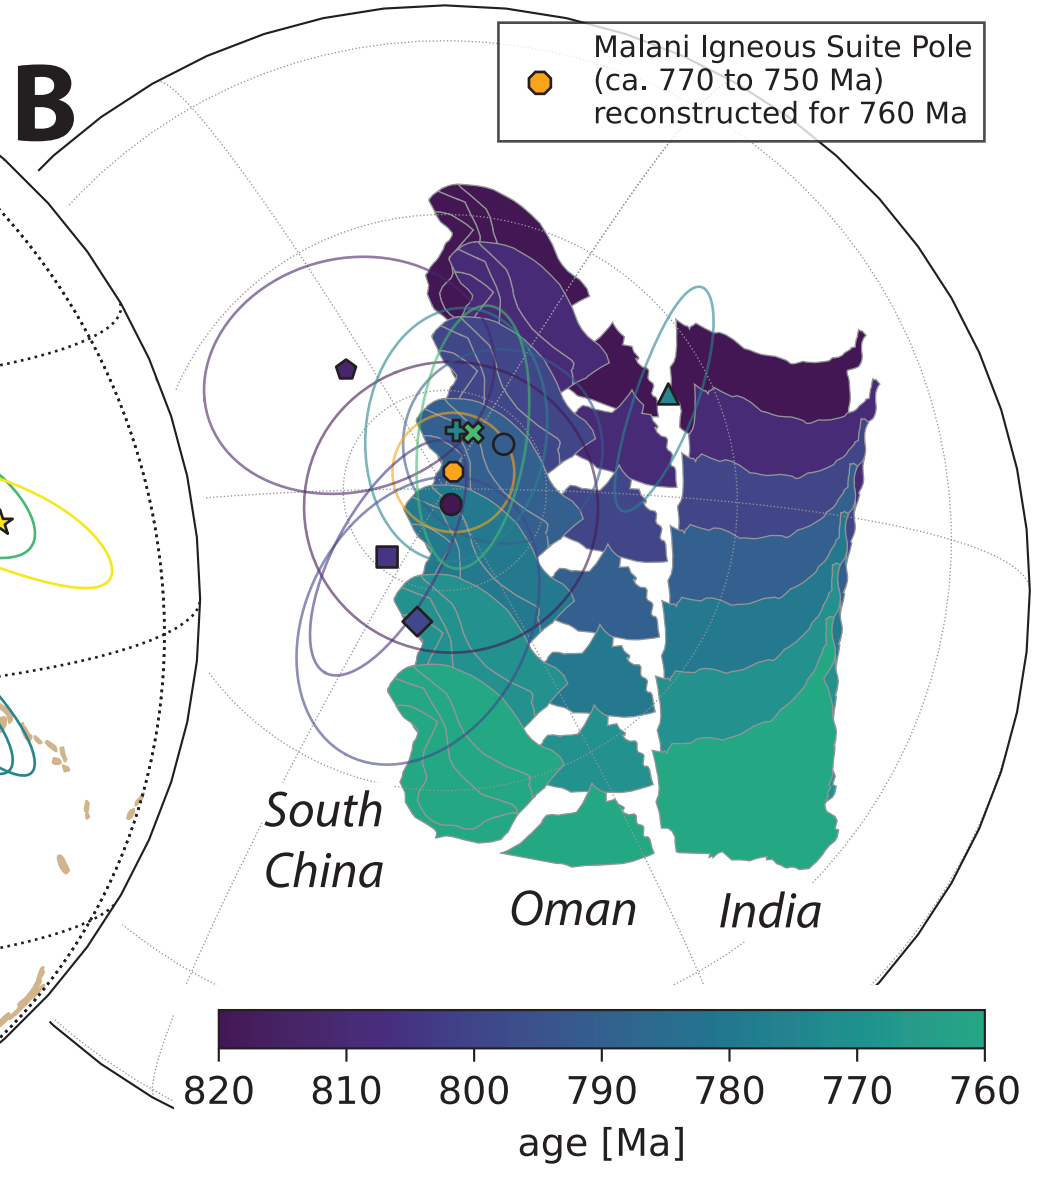 B
Malani Igneous Suite Pole
(ca. 770 to 750 Ma)
reconstructed for 760 Ma
South
China
Oman
India
820 810 800 790 780 770 760
age [Ma]